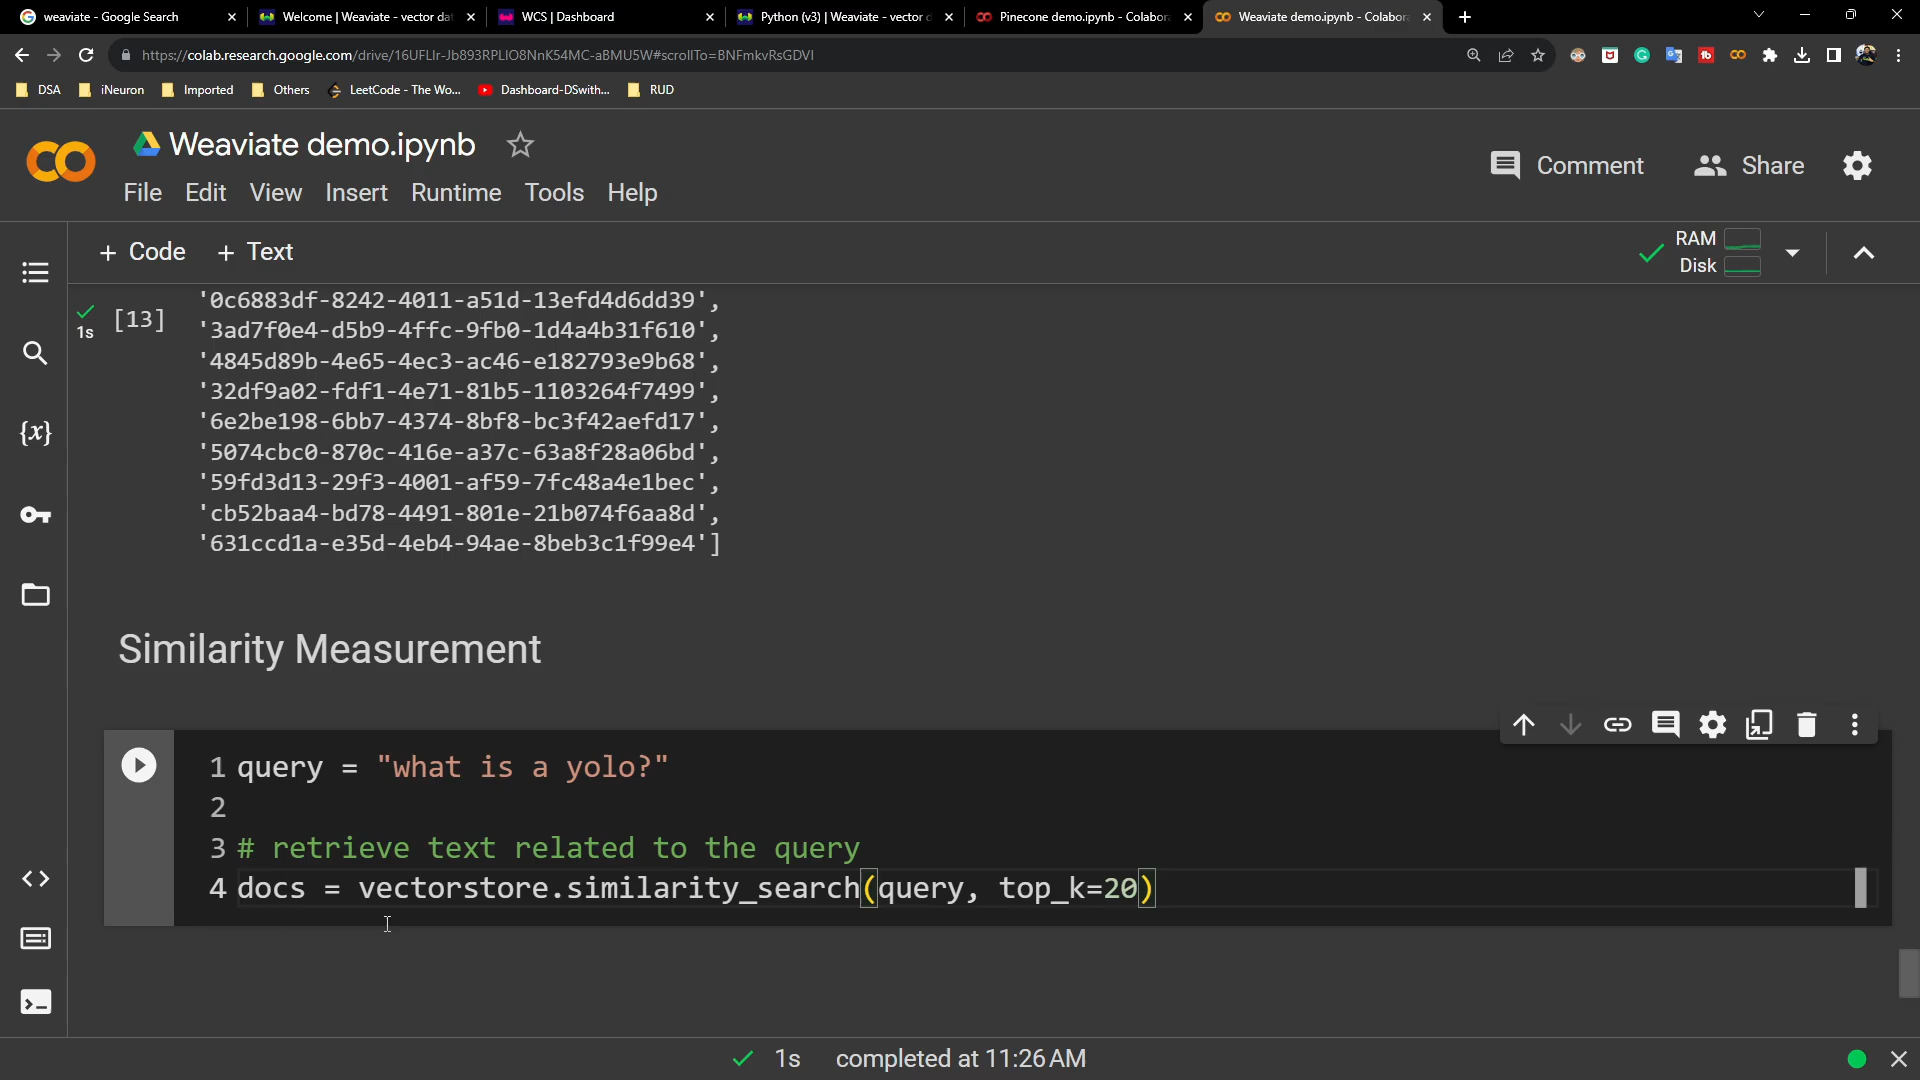 weaviate - Google Search
Welcome | Weaviate - vector dat
WCS | Dashboard
Python (v3) | Weaviate - vector d
Pinecone demo.ipynb - Colabora
Weaviate demo.ipynb - Colabora
https://colab.research.google.com/drive/16UFLIr-Jb893RPLIO8NnK54MC-aBMU5W#scrollTo=BNFmkvRsGDVI
DSA
iNeuron
Imported
Others
LeetCode - The Wo...
Dashboard-DSwith...
RUD
Weaviate demo.ipynb
Comment
Share
File Edit View Insert Runtime Tools Help
+ Code + Text
RAM
Disk
1s
[13]
'0c6883df-8242-4011-a51d-13efd4d6dd39',
'3ad7f0e4-d5b9-4ffc-9fb0-1d4a4b31f610',
'4845d89b-4e65-4ec3-ac46-e182793e9b68',
'32df9a02-fdf1-4e71-81b5-1103264f7499',
'6e2be198-6bb7-4374-8bf8-bc3f42aefd17',
'5074cbc0-870c-416e-a37c-63a8f28a06bd',
'59fd3d13-29f3-4001-af59-7fc48a4e1bec',
'cb52baa4-bd78-4491-801e-21b074f6aa8d',
'631ccd1a-e35d-4eb4-94ae-8beb3c1f99e4']
Similarity Measurement
1 query = "what is a yolo?"
2
3 # retrieve text related to the query
4 docs = vectorstore.similarity_search(query, top_k=20)
1s completed at 11:26 AM